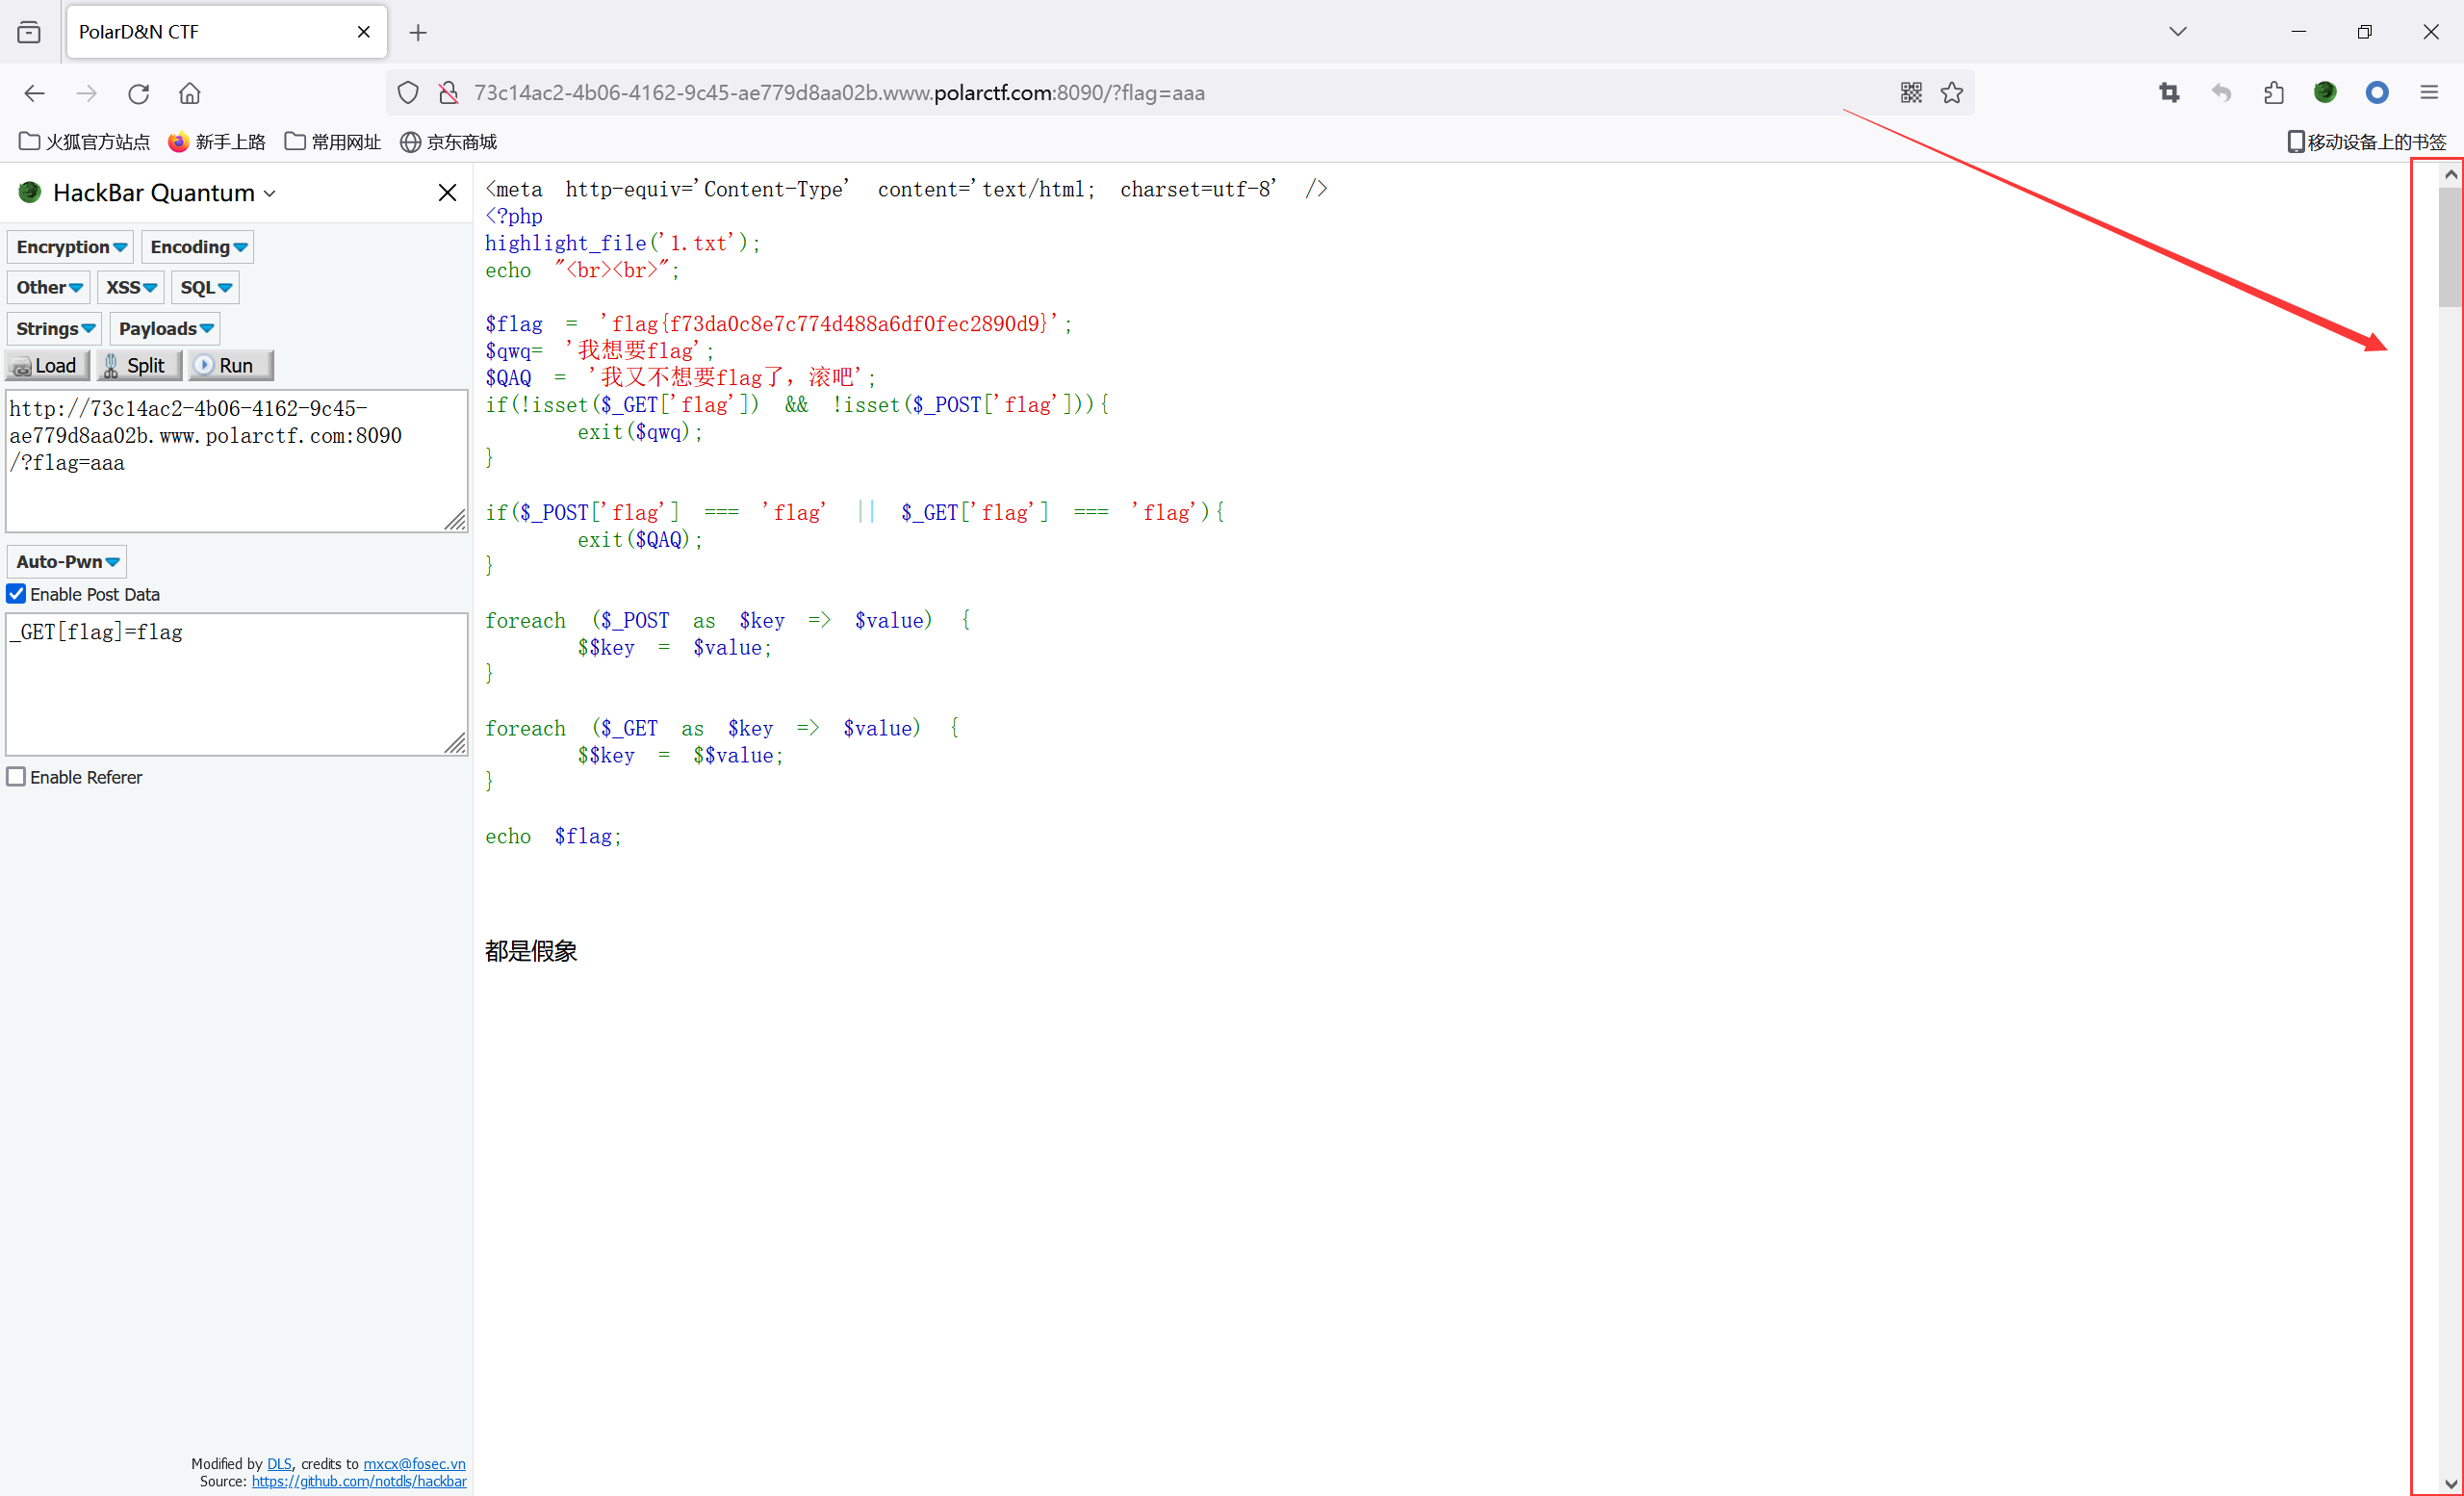 PolarD&N CTF
73c14ac2-4b06-4162-9c45-ae779d8aa02b.www.polarctf.com:8090/?flag=aaa
火狐官方站点 新手上路 常用网址 京东商城 移动设备上的书签
HackBar Quantum
Encryption Encoding
Other XSS SQL
Strings Payloads
Load Split Run
http://73c14ac2-4b06-4162-9c45-
ae779d8aa02b.www.polarctf.com:8090
/?flag=aaa
Auto-Pwn
Enable Post Data
_GET[flag]=flag
Enable Referer
Modified by DLS, credits to mxcx@fosec.vn
Source: https://github.com/notdls/hackbar
<meta http-equiv='Content-Type' content='text/html; charset=utf-8' />
<?php
highlight_file('1.txt');
echo "<br><br>";
$flag = 'flag{f73da0c8e7c774d488a6df0fec2890d9}';
$qwq= '我想要flag';
$QAQ = '我又不想要flag了，滚吧';
if(!isset($_GET['flag']) && !isset($_POST['flag'])){
exit($qwq);
}
if($_POST['flag'] === 'flag' || $_GET['flag'] === 'flag'){
exit($QAQ);
}
foreach ($_POST as $key => $value) {
$$key = $value;
}
foreach ($_GET as $key => $value) {
$$key = $$value;
}
echo $flag;
都是假象